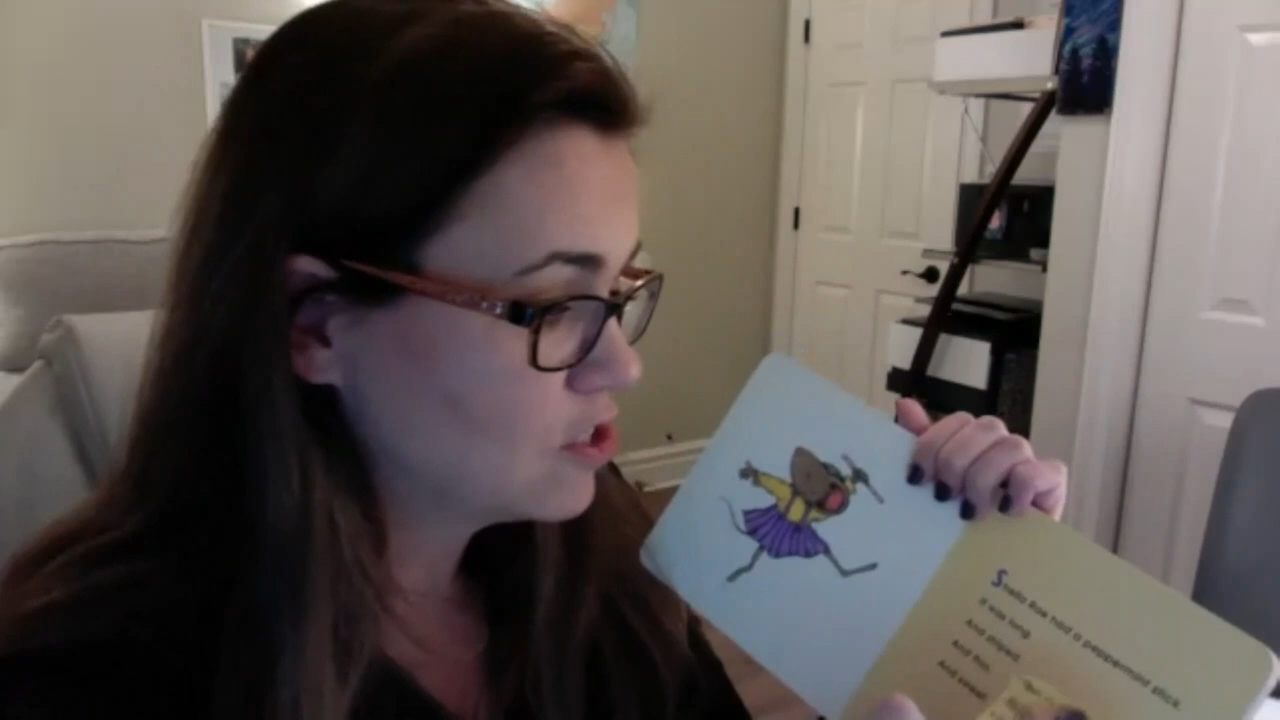 Sheila Rae had a peppermint stick.
It was long.
And striped.
And thin.
And sweet.